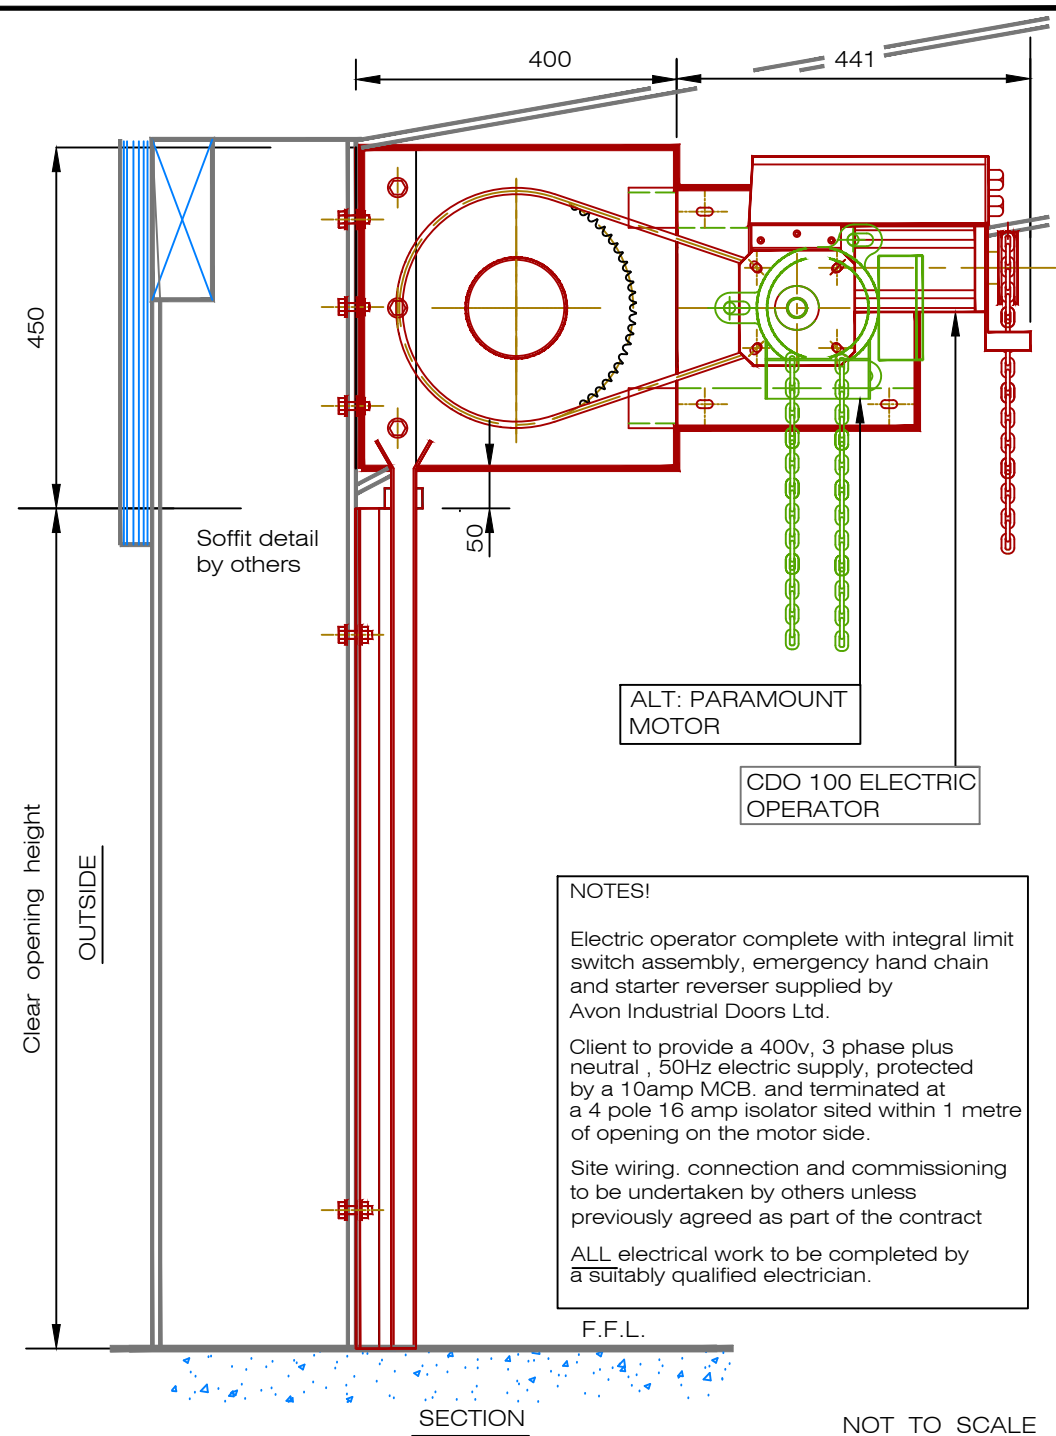 400
441
450
Soffit detail
by others
50
ALT: PARAMOUNT
MOTOR
CDO 100 ELECTRIC
OPERATOR
Clear opening height
OUTSIDE
NOTES!
Electric operator complete with integral limit
switch assembly, emergency hand chain
and starter reverser supplied by
Avon Industrial Doors Ltd.
Client to provide a 400v, 3 phase plus
neutral , 50Hz electric supply, protected
by a 10amp MCB. and terminated at
a 4 pole 16 amp isolator sited within 1 metre
of opening on the motor side.
Site wiring. connection and commissioning
to be undertaken by others unless
previously agreed as part of the contract
ALL electrical work to be completed by
a suitably qualified electrician.
F.F.L.
SECTION
NOT TO SCALE